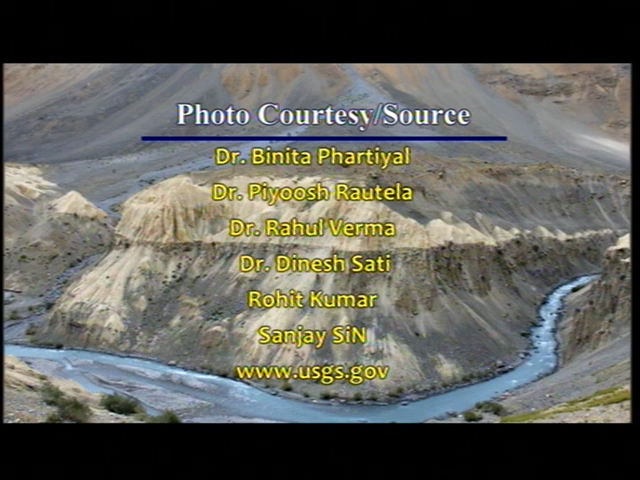 Photo Courtesy/Source
Dr. Binita Phartiyal
Dr. Piyoosh Rautela
Dr. Rahul Verma
Dr. Dinesh Sati
Rohit Kumar
Sanjay SiN
www.usgs.gov